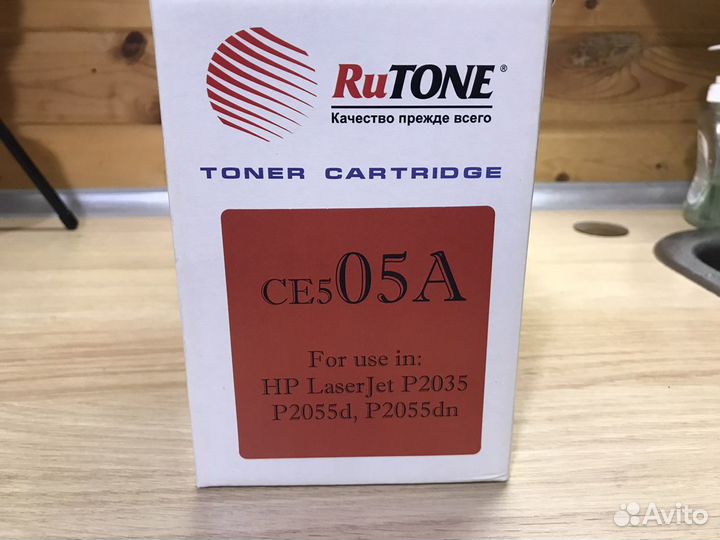 RuTONE®
Качество прежде всего
TONER CARTRIDGE
CE505A
For use in:
HP LaserJet P2035
P2055d, P2055dn
Avito